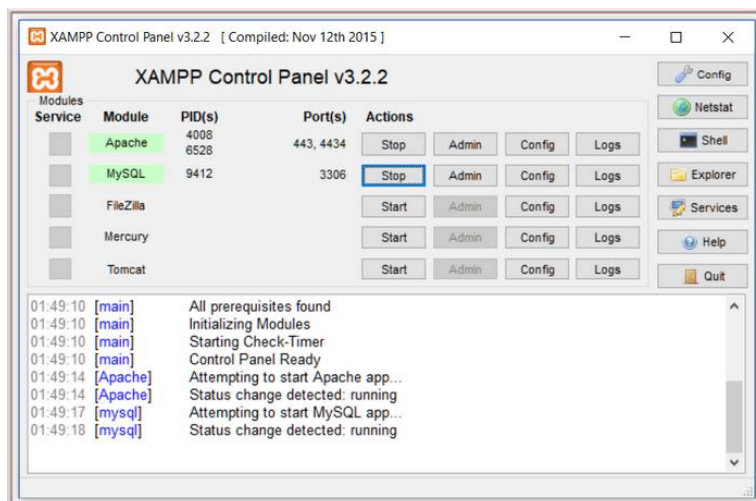 XAMPP Control Panel v3.2.2 [ Compiled: Nov 12th 2015 ]
XAMPP Control Panel v3.2.2
Config
Modules
Service Module PID(s) Port(s) Actions
Netstat
Apache 4008 6528 443, 4434 Stop Admin Config Logs
Shell
MySQL 9412 3306 Stop Admin Config Logs
Explorer
FileZilla Start Admin Config Logs
Services
Mercury Start Admin Config Logs
Help
Tomcat Start Admin Config Logs
Quit
01:49:10 [main] All prerequisites found
01:49:10 [main] Initializing Modules
01:49:10 [main] Starting Check-Timer
01:49:10 [main] Control Panel Ready
01:49:14 [Apache] Attempting to start Apache app...
01:49:14 [Apache] Status change detected: running
01:49:17 [mysql] Attempting to start MySQL app...
01:49:18 [mysql] Status change detected: running